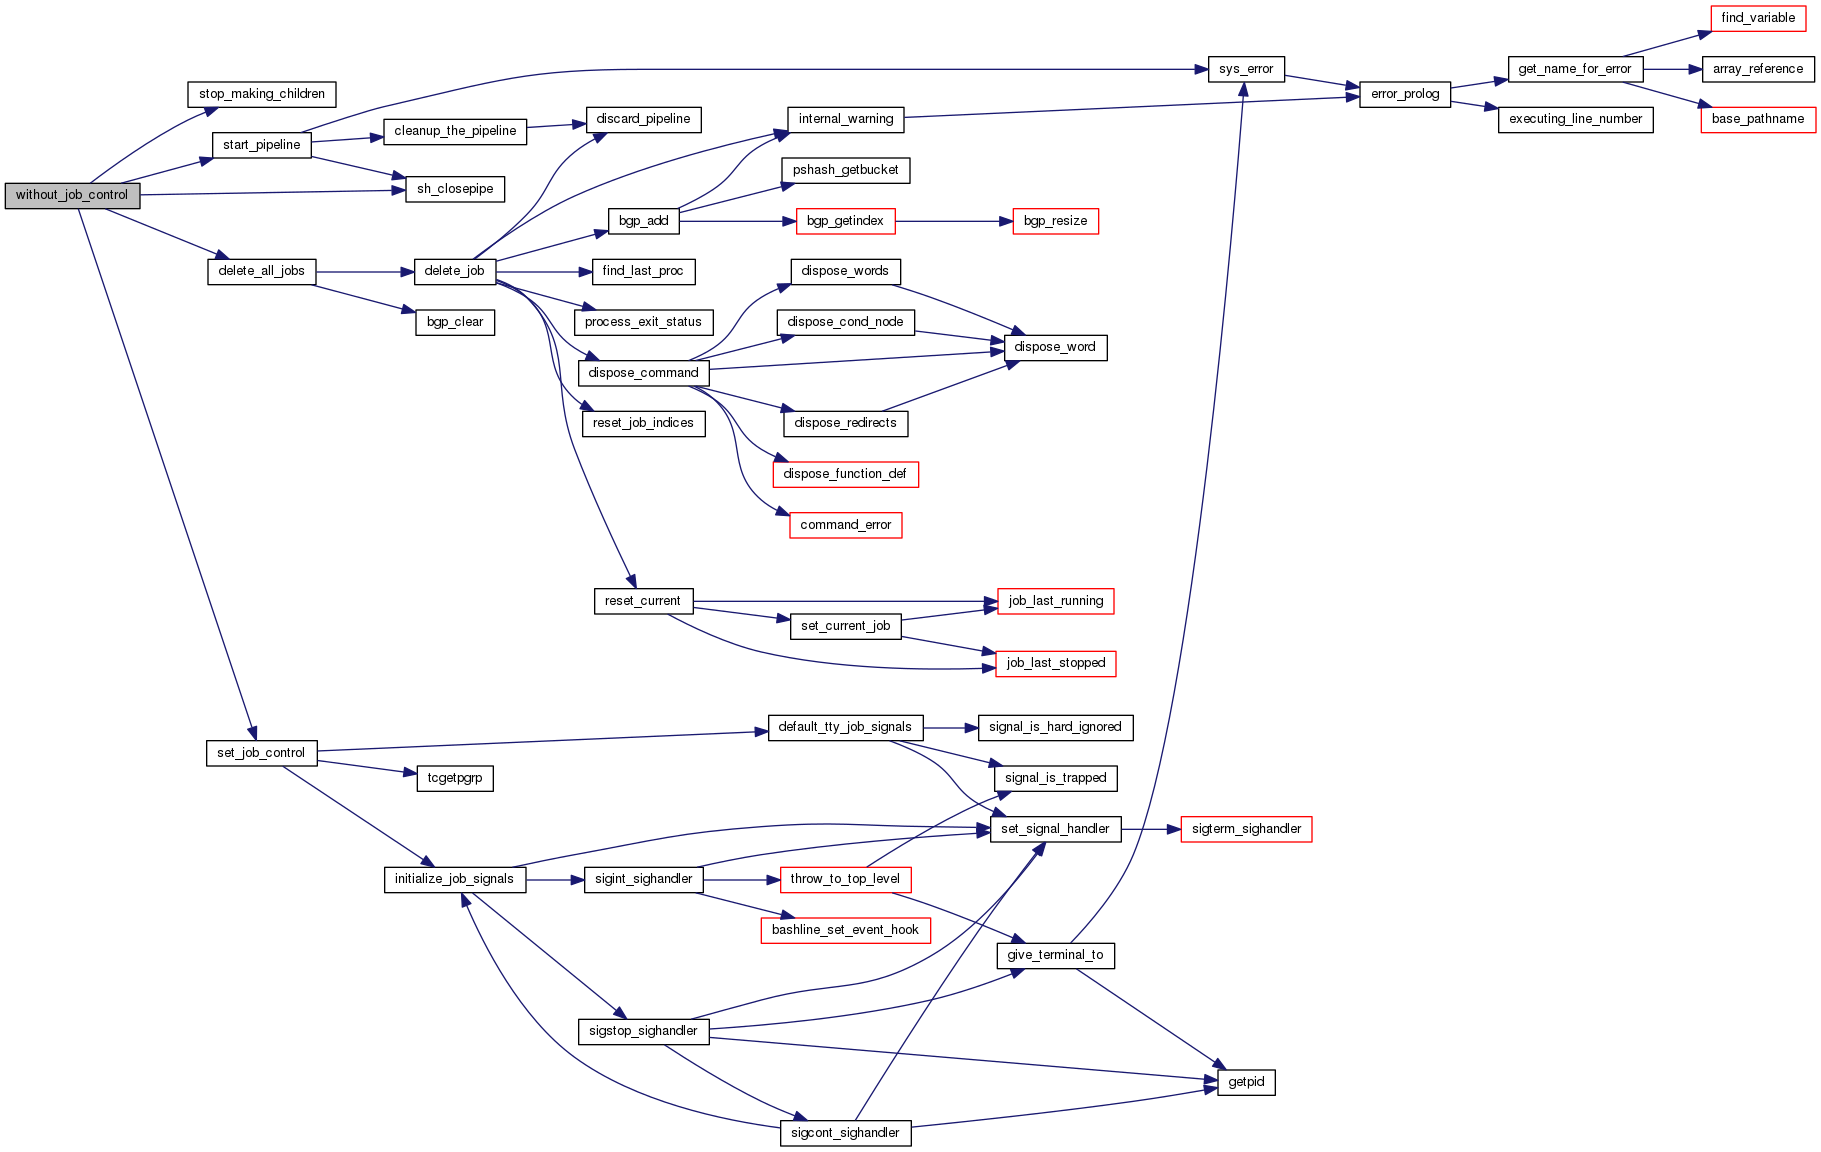 find_variable
sys_error
get_name_for_error
array_reference
stop_making_children
error_prolog
discard_pipeline
internal_warning
base_pathname
executing_line_number
cleanup_the_pipeline
start_pipeline
pshash_getbucket
sh_closepipe
without_job_control
bgp_add
bgp_getindex
bgp_resize
delete_all_jobs
delete_job
find_last_proc
dispose_words
bgp_clear
process_exit_status
dispose_cond_node
dispose_word
dispose_command
reset_job_indices
dispose_redirects
dispose_function_def
command_error
reset_current
job_last_running
set_current_job
job_last_stopped
default_tty_job_signals
signal_is_hard_ignored
set_job_control
tcgetpgrp
signal_is_trapped
set_signal_handler
sigterm_sighandler
initialize_job_signals
sigint_sighandler
throw_to_top_level
bashline_set_event_hook
give_terminal_to
sigstop_sighandler
getpid
sigcont_sighandler